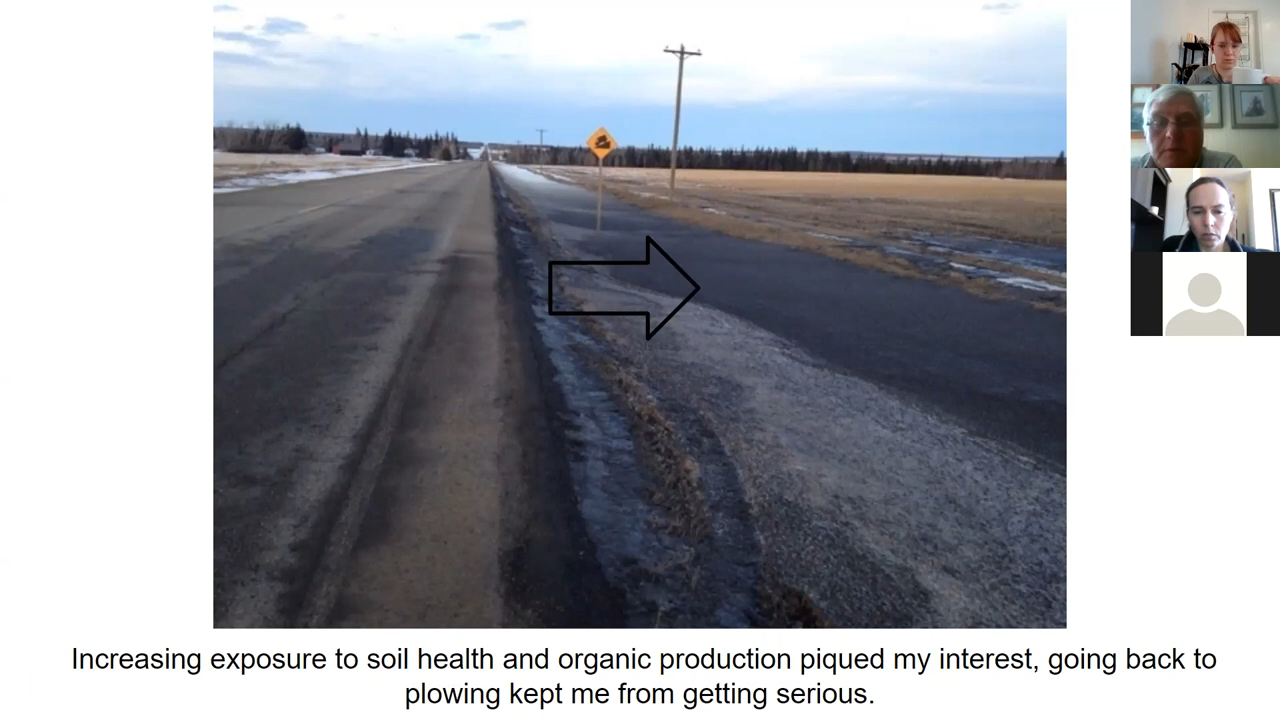 Increasing exposure to soil health and organic production piqued my interest, going back to
plowing kept me from getting serious.